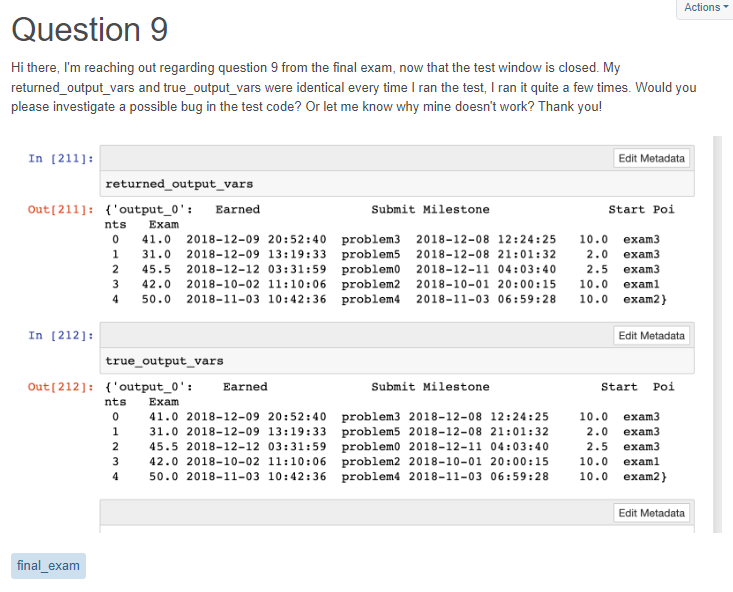 Actions
Question 9
Hi there, I'm reaching out regarding question 9 from the final exam, now that the test window is closed. My
returned_output_vars and true_output_vars were identical every time I ran the test, I ran it quite a few times. Would you
please investigate a possible bug in the test code? Or let me know why mine doesn't work? Thank you!
In [211]: Edit Metadata
returned_output_vars
Out[211]: {'output_0': Earned Submit Milestone Start Poi
nts Exam
0 41.0 2018-12-09 20:52:40 problem3 2018-12-08 12:24:25 10.0 exam3
1 31.0 2018-12-09 13:19:33 problem5 2018-12-08 21:01:32 2.0 exam3
2 45.5 2018-12-12 03:31:59 problem0 2018-12-11 04:03:40 2.5 exam3
3 42.0 2018-10-02 11:10:06 problem2 2018-10-01 20:00:15 10.0 exam1
4 50.0 2018-11-03 10:42:36 problem4 2018-11-03 06:59:28 10.0 exam2}
In [212]: Edit Metadata
true_output_vars
Out[212]: {'output_0': Earned Submit Milestone Start Poi
nts Exam
0 41.0 2018-12-09 20:52:40 problem3 2018-12-08 12:24:25 10.0 exam3
1 31.0 2018-12-09 13:19:33 problem5 2018-12-08 21:01:32 2.0 exam3
2 45.5 2018-12-12 03:31:59 problem0 2018-12-11 04:03:40 2.5 exam3
3 42.0 2018-10-02 11:10:06 problem2 2018-10-01 20:00:15 10.0 exam1
4 50.0 2018-11-03 10:42:36 problem4 2018-11-03 06:59:28 10.0 exam2}
Edit Metadata
final_exam